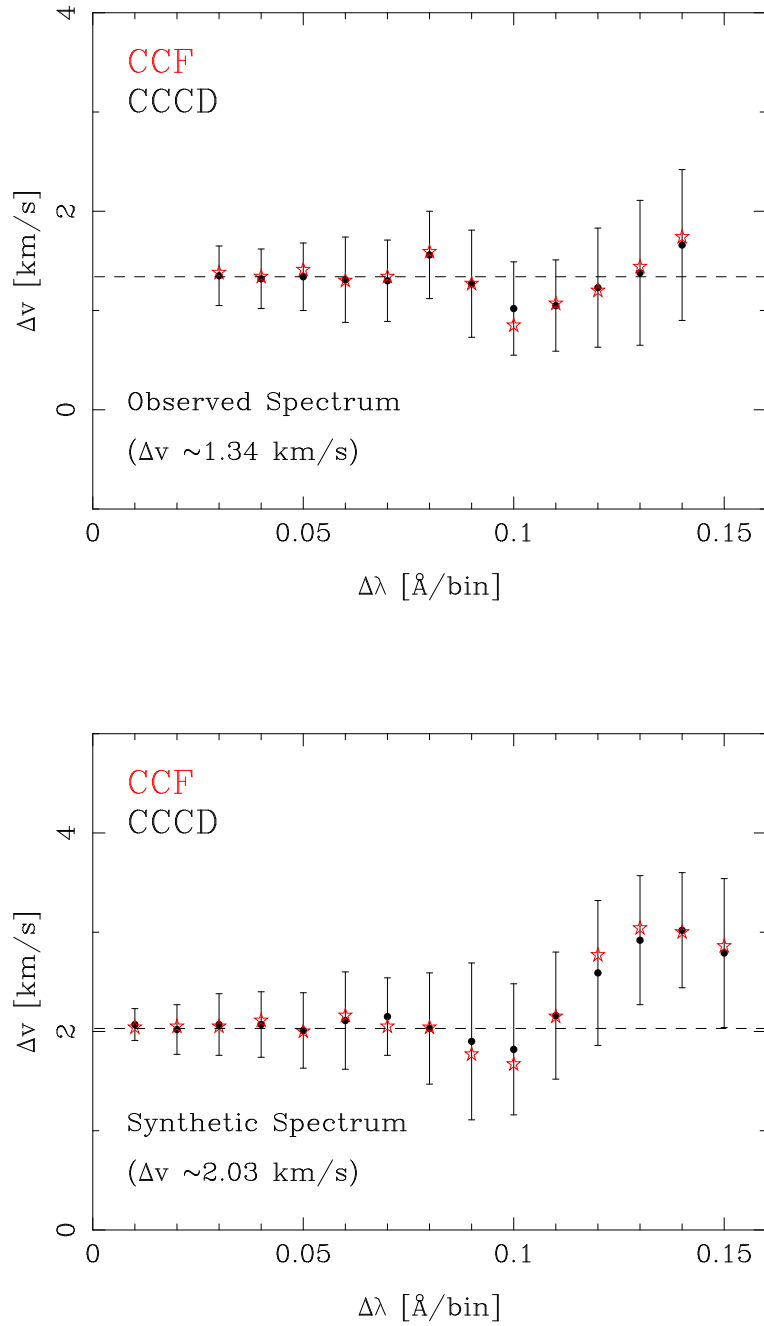 4
CCF
CCCD
2
Δv [km/s]
0
Observed Spectrum
(Δv ~1.34 km/s)
0 0.05 0.1 0.15
Δλ [Å/bin]
CCF
CCCD
4
Δv [km/s]
2
Synthetic Spectrum
(Δv ~2.03 km/s)
0
0 0.05 0.1 0.15
Δλ [Å/bin]